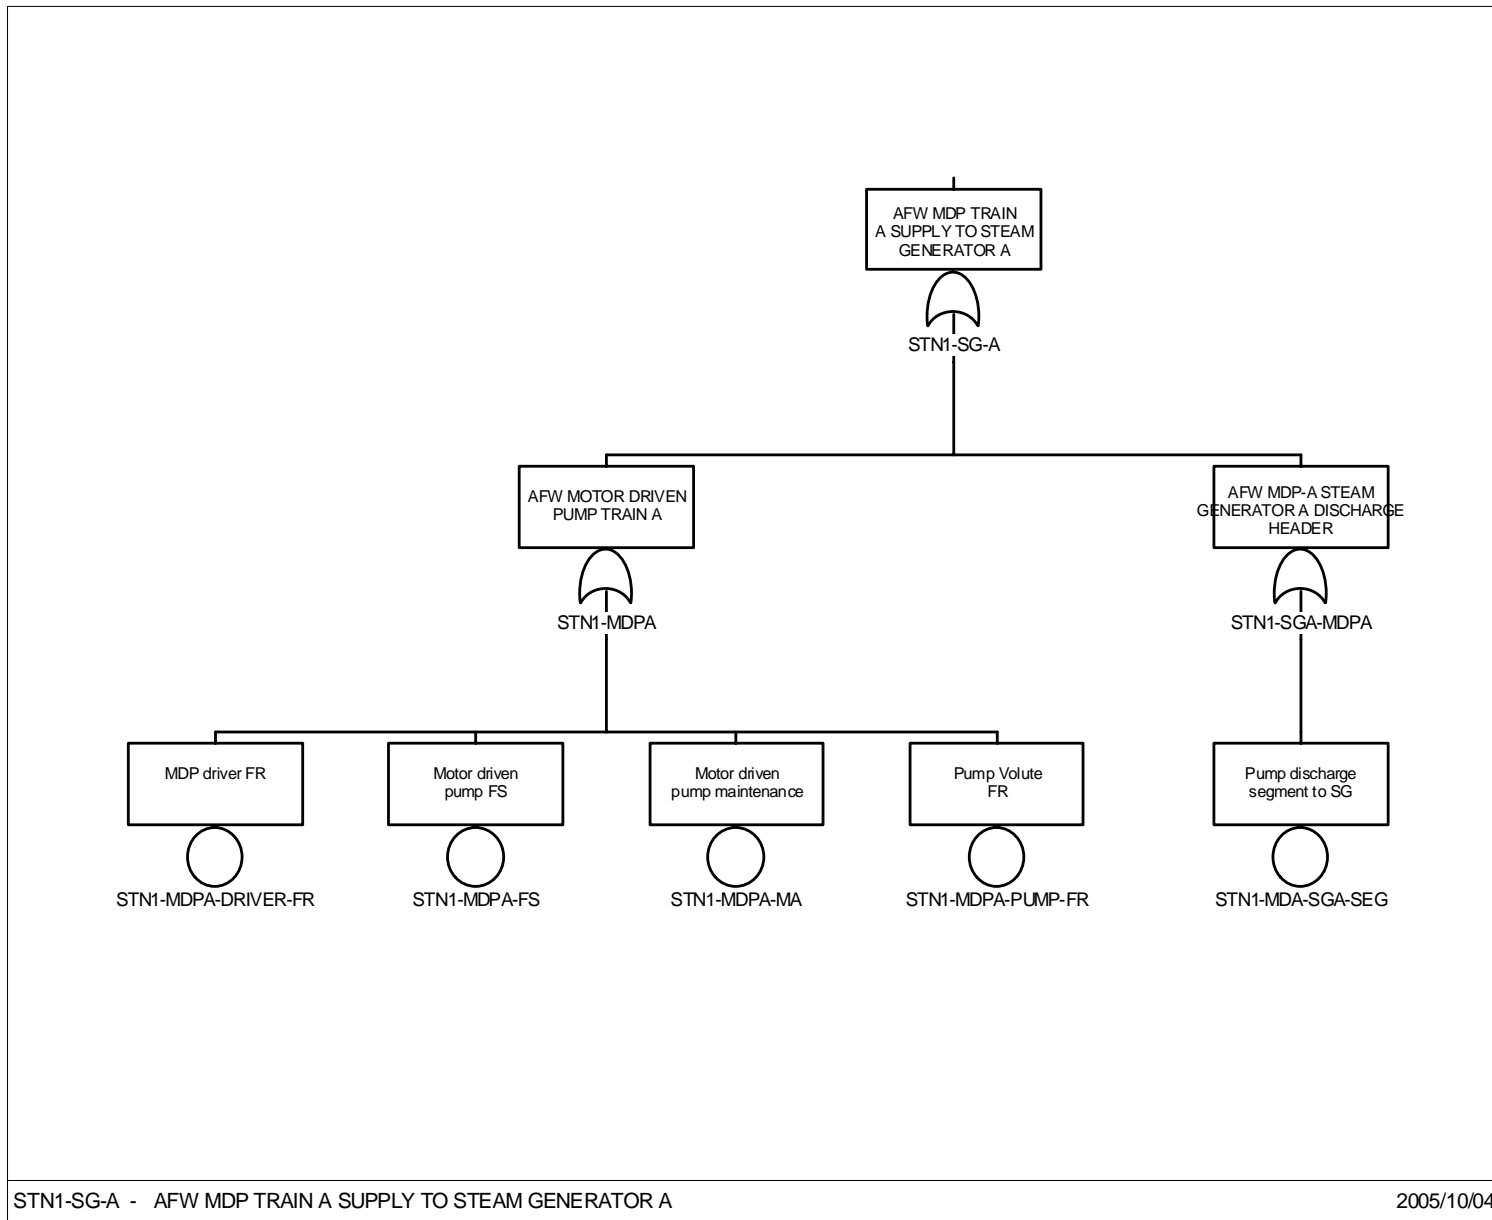 AFW MDP TRAIN
A SUPPLY TO STEAM
GENERATOR A
STN1-SG-A
AFW MOTOR DRIVEN
PUMP TRAIN A
STN1-MDPA
AFW MDP-A STEAM
GENERATOR A DISCHARGE
HEADER
STN1-SGA-MDPA
MDP driver FR
STN1-MDPA-DRIVER-FR
Motor driven
pump FS
STN1-MDPA-FS
Motor driven
pump maintenance
STN1-MDPA-MA
Pump Volute
FR
STN1-MDPA-PUMP-FR
Pump discharge
segment to SG
STN1-MDA-SGA-SEG
STN1-SG-A - AFW MDP TRAIN A SUPPLY TO STEAM GENERATOR A
2005/10/04